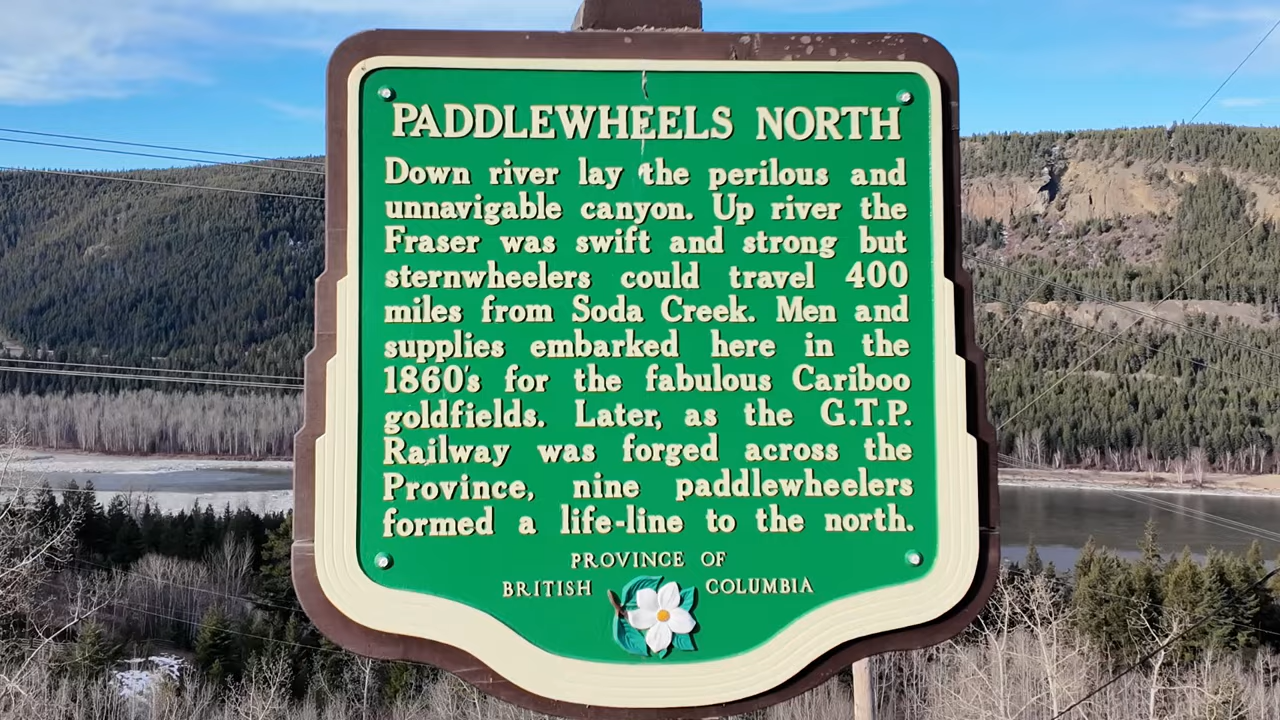 PADDLEWHEELS NORTH
Down river lay the perilous and
unnavigable canyon. Up river the
Fraser was swift and strong but
sternwheelers could travel 400
miles from Soda Creek. Men and
supplies embarked here in the
1860's for the fabulous Cariboo
goldfields. Later, as the G.T.P.
Railway was forged across the
Province, nine paddlewheelers
formed a life-line to the north.
PROVINCE OF
BRITISH COLUMBIA